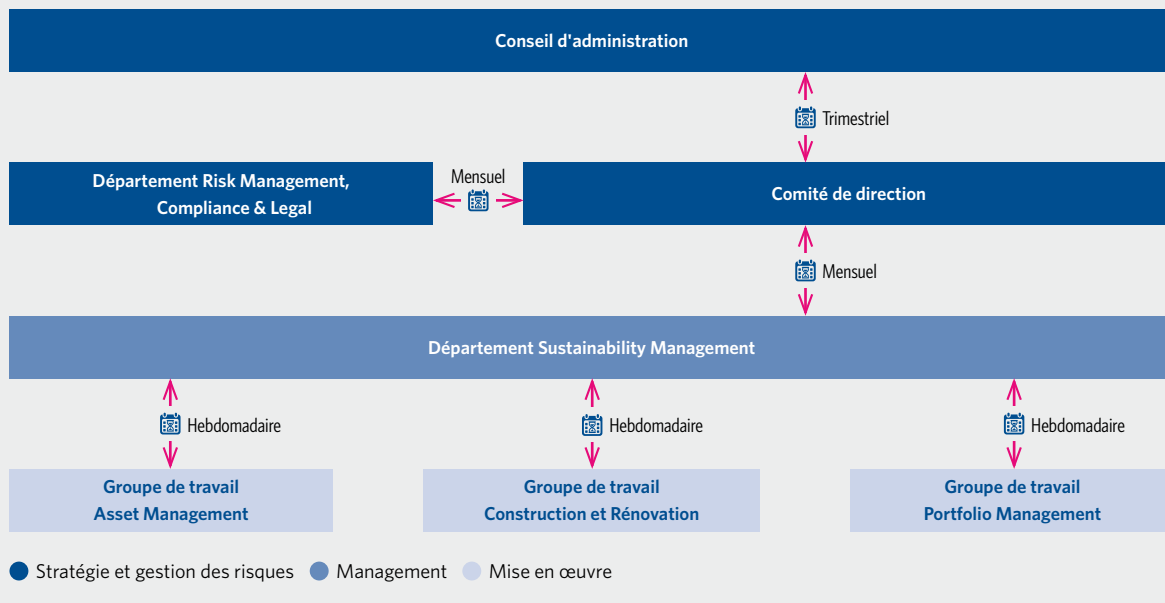 Conseil d'administration
Trimestriel
Département Risk Management,
Compliance & Legal
Mensuel
Comité de direction
Mensuel
Département Sustainability Management
Hebdomadaire
Hebdomadaire
Hebdomadaire
Groupe de travail
Asset Management
Groupe de travail
Construction et Rénovation
Groupe de travail
Portfolio Management
Stratégie et gestion des risques Management Mise en œuvre